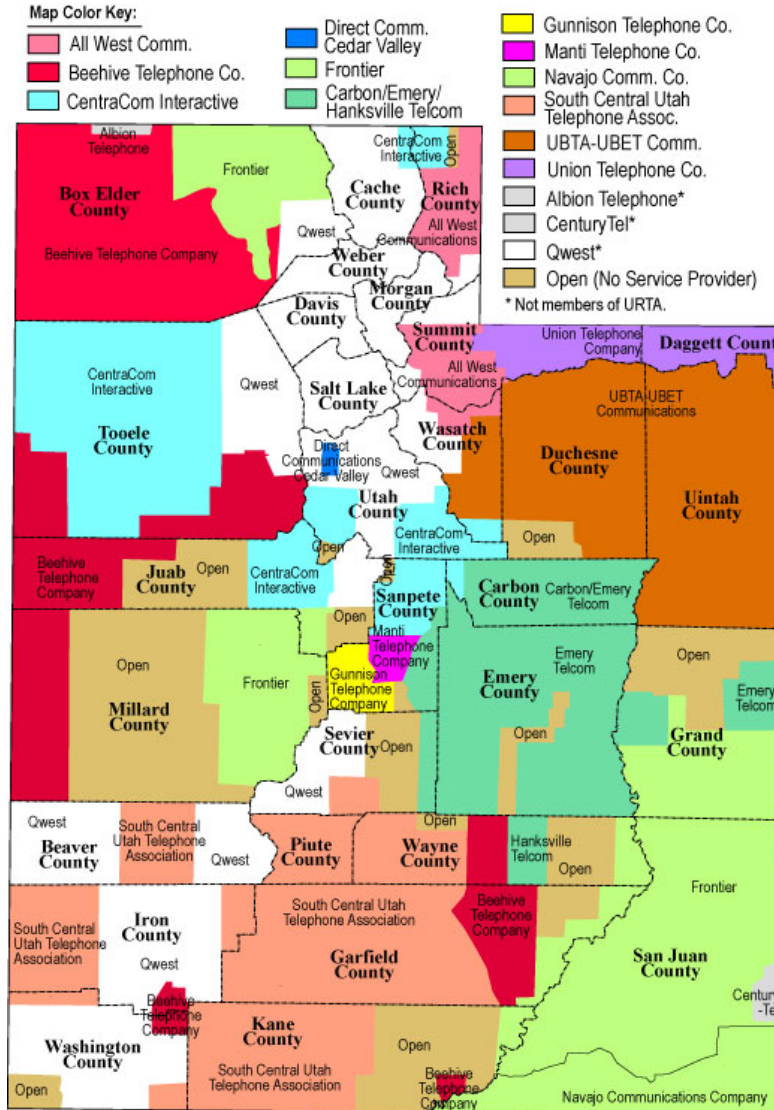 Map Color Key:
All West Comm.
Beehive Telephone Co.
CentraCom Interactive
Direct Comm.
Cedar Valley
Frontier
Carbon/Emery/
Hanksville Telcom
Gunnison Telephone Co.
Manti Telephone Co.
Navajo Comm. Co.
South Central Utah
Telephone Assoc.
UBTA-UBET Comm.
Union Telephone Co.
Albion Telephone*
CenturyTel*
Qwest*
Open (No Service Provider)
* Not members of URTA.
Albion
Telephone
Frontier
Box Elder
County
Beehive Telephone Company
Cache
County
CentraCom
Interactive
Open
Rich
County
All West
Communications
Qwest
Weber
County
Morgan
County
Davis
County
Summit
County
All West
Communications
Union Telephone
Company
Daggett Count
CentraCom
Interactive
Qwest
Tooele
County
Salt Lake
County
Wasatch
County
UBTA-UBET
Communications
Duchesne
County
Uintah
County
Direct
Communications
Cedar Valley
Qwest
Utah
County
CentraCom
Interactive
Open
Open
Open
Beehive
Telephone
Company
Juab
County
Open
CentraCom
Interactive
Sanpete
County
Carbon
County
Carbon/Emery
Telcom
Open
Manti
Telephone
Company
Open
Millard
County
Frontier
Open
Gunnison
Telephone
Company
Emery
County
Emery
Telcom
Open
Open
Emery
Telcom
Grand
County
Sevier
County
Open
Qwest
Qwest
Beaver
County
South Central
Utah Telephone
Association
Qwest
Piute
County
Wayne
County
Open
Hanksville
Telcom
Open
South Central
Utah Telephone
Association
Iron
County
Qwest
South Central Utah
Telephone Association
Garfield
County
Beehive
Telephone
Company
Frontier
San Juan
County
Century
-Te
Beehive
Telephone
Company
Washington
County
Open
Kane
County
South Central Utah
Telephone Association
Open
Beehive
Telephone
Company
Navajo Communications Company